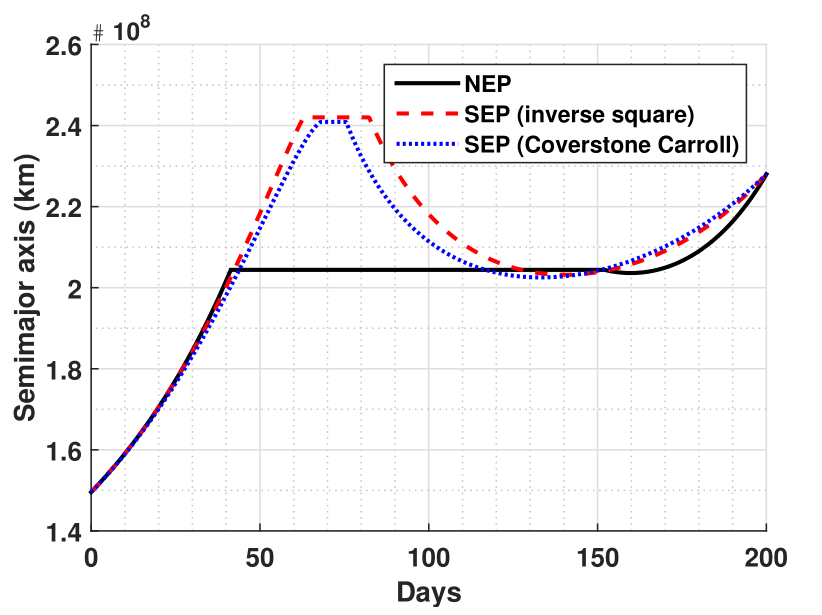 # 10^8
2.6
2.4
2.2
2
1.8
1.6
1.4
Semimajor axis (km)
NEP
SEP (inverse square)
SEP (Coverstone Carroll)
0 50 100 150 200
Days